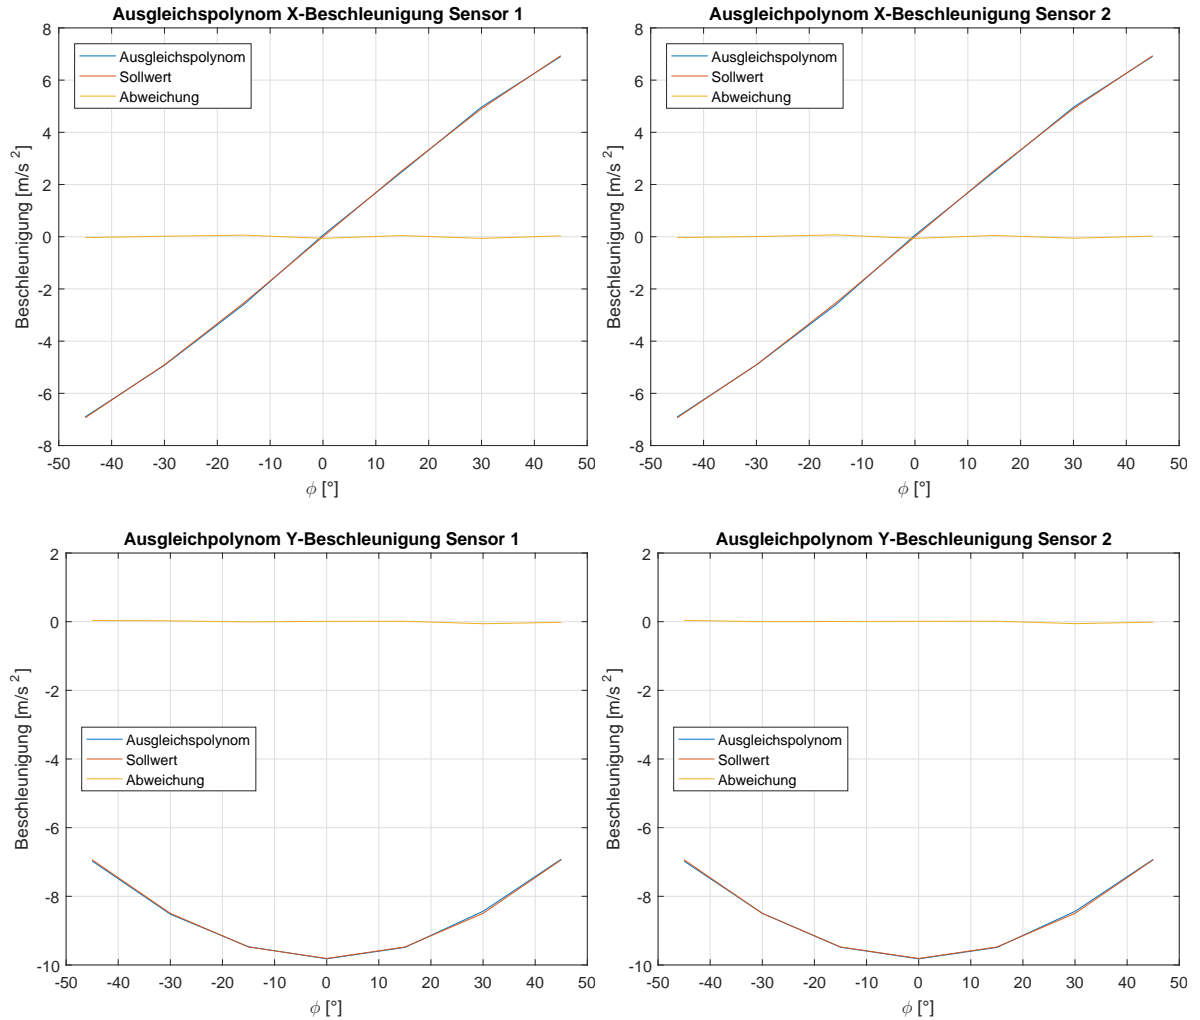 Ausgleichspolynom X-Beschleunigung Sensor 1
8
6
4
2
0
-2
-4
-6
-8
Beschleunigung [m/s 2]
Ausgleichspolynom
Sollwert
Abweichung
-50 -40 -30 -20 -10 0 10 20 30 40 50
ϕ [°]
Ausgleichpolynom X-Beschleunigung Sensor 2
8
6
4
2
0
-2
-4
-6
-8
Beschleunigung [m/s 2]
Ausgleichspolynom
Sollwert
Abweichung
-50 -40 -30 -20 -10 0 10 20 30 40 50
ϕ [°]
Ausgleichpolynom Y-Beschleunigung Sensor 1
2
0
-2
-4
-6
-8
-10
Beschleunigung [m/s 2]
Ausgleichspolynom
Sollwert
Abweichung
-50 -40 -30 -20 -10 0 10 20 30 40 50
ϕ [°]
Ausgleichpolynom Y-Beschleunigung Sensor 2
2
0
-2
-4
-6
-8
-10
Beschleunigung [m/s 2]
Ausgleichspolynom
Sollwert
Abweichung
-50 -40 -30 -20 -10 0 10 20 30 40 50
ϕ [°]